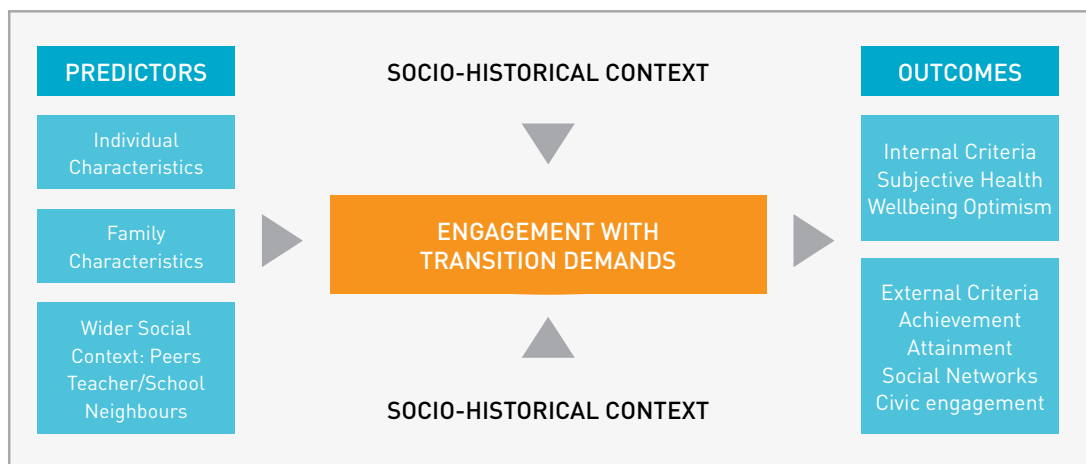 PREDICTORS
Individual
Characteristics
Family
Characteristics
Wider Social
Context: Peers
Teacher/School
Neighbours
SOCIO-HISTORICAL CONTEXT
ENGAGEMENT WITH
TRANSITION DEMANDS
SOCIO-HISTORICAL CONTEXT
OUTCOMES
Internal Criteria
Subjective Health
Wellbeing Optimism
External Criteria
Achievement
Attainment
Social Networks
Civic engagement